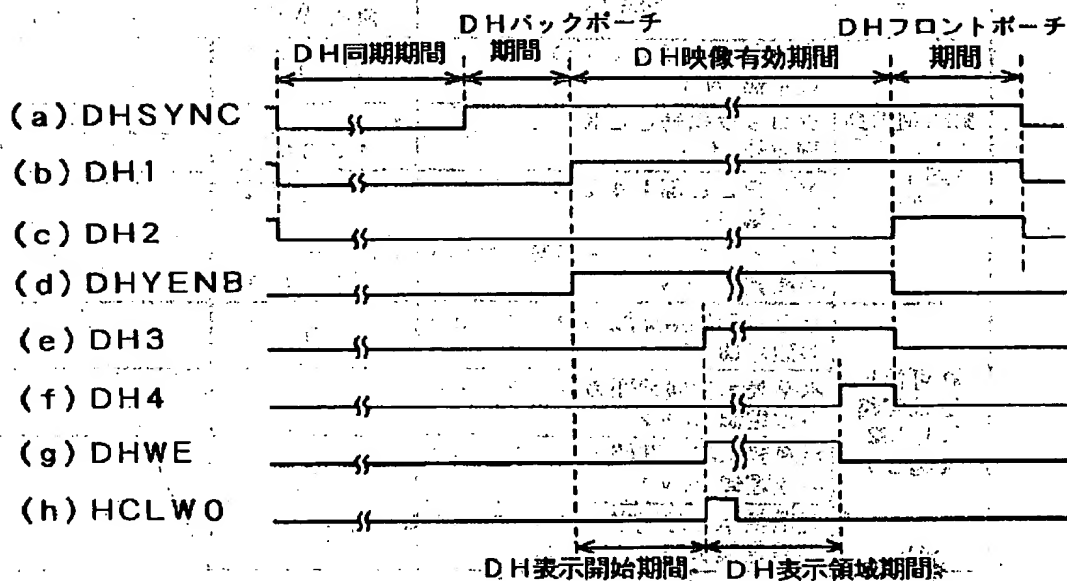 DHバックポーチ
期間
DHフロントポーチ
期間
DH同期期間
DH映像有効期間
(a) DHSYNC
(b) DH1
(c) DH2
(d) DHYENB
(e) DH3
(f) DH4
(g) DHWE
(h) HCLW0
DH表示開始期間
DH表示領域期間